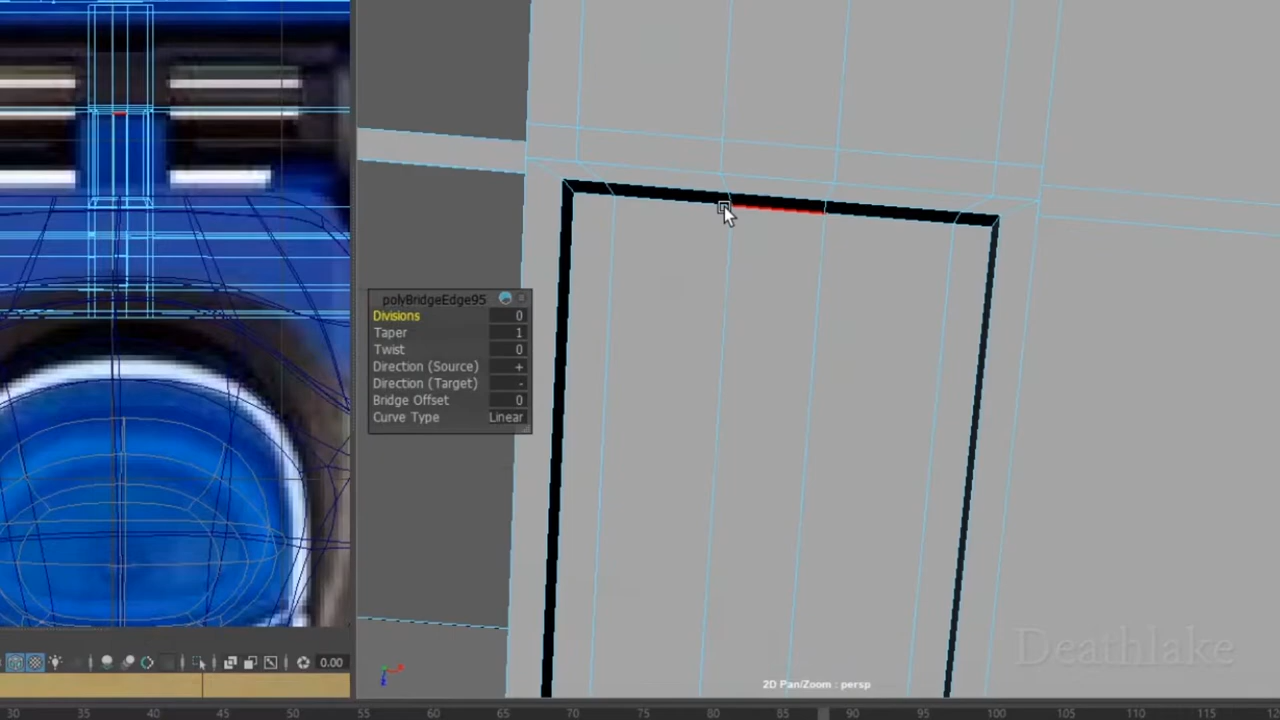 polyBridgeEdge95
Divisions 0
Taper 1
Twist 0
Direction (Source) +
Direction (Target) -
Bridge Offset 0
Curve Type Linear
Deathlake
0.00
2D Pan/Zoom : persp
30 35 40 45 50 55 60 65 70 75 80 85 90 95 100 105 110 115 12